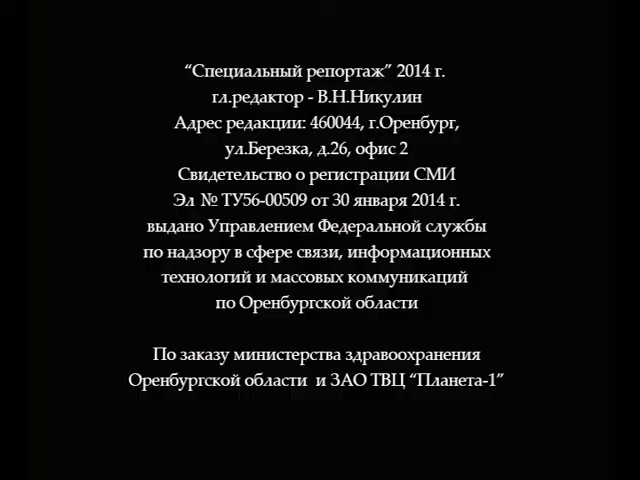 “Специальный репортаж” 2014 г.
гл.редактор - В.Н.Никулин
Адрес редакции: 460044, г.Оренбург,
ул.Березка, д.26, офис 2
Свидетельство о регистрации СМИ
Эл № ТУ56-00509 от 30 января 2014 г.
выдано Управлением Федеральной службы
по надзору в сфере связи, информационных
технологий и массовых коммуникаций
по Оренбургской области
По заказу министерства здравоохранения
Оренбургской области и ЗАО ТВЦ “Планета-1”